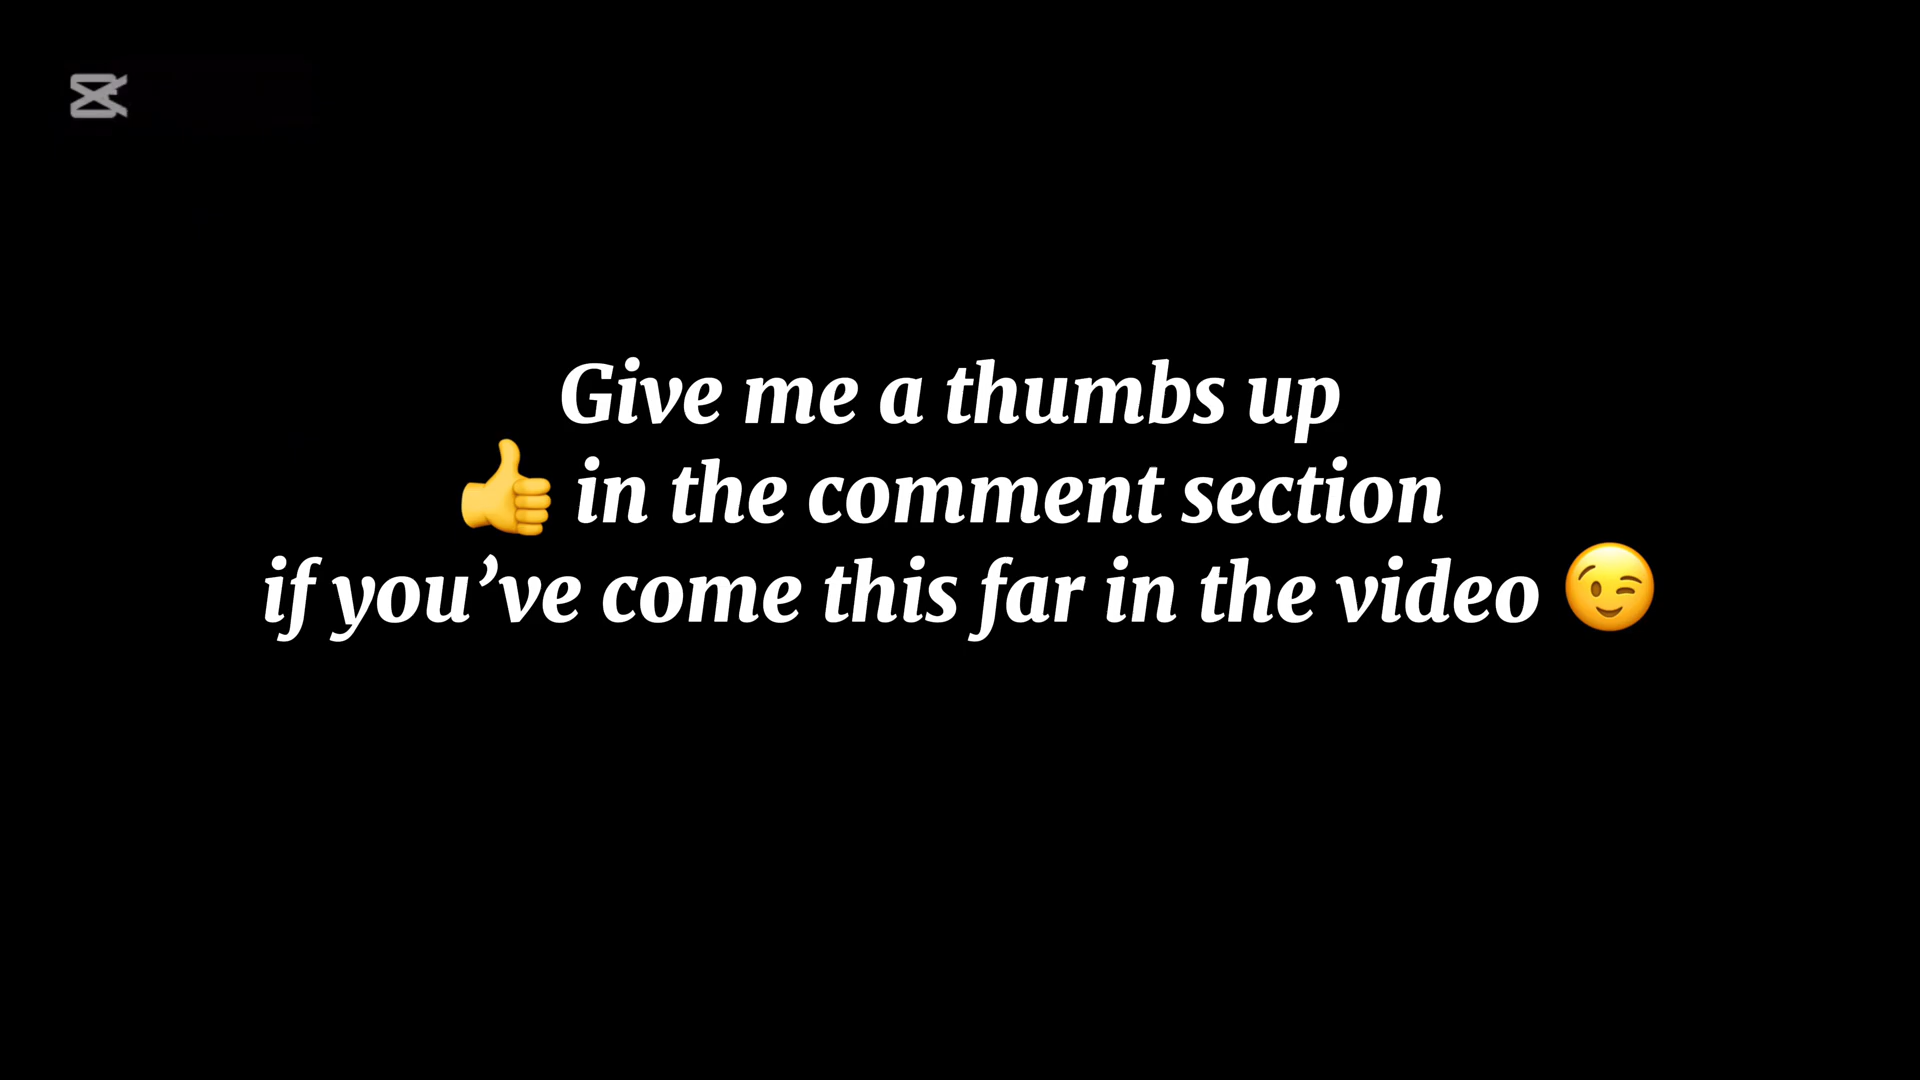 Give me a thumbs up
👍 in the comment section
if you’ve come this far in the video 😉